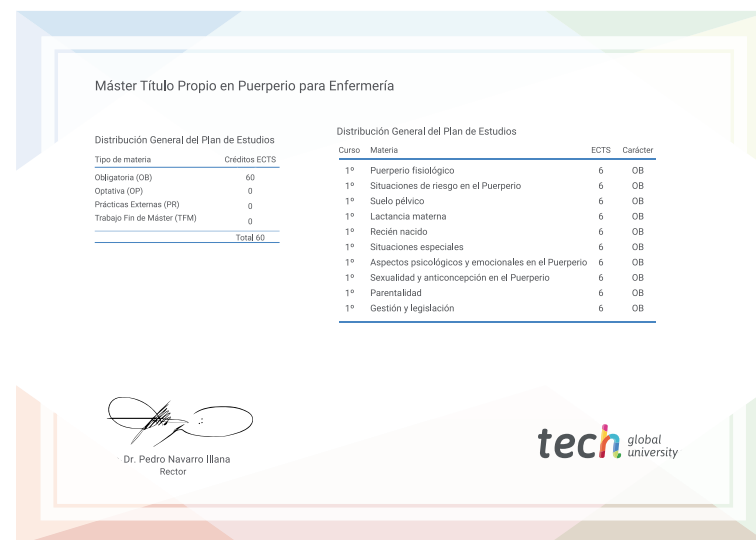 Máster Título Propio en Puerperio para Enfermería
Distribución General del Plan de Estudios
Tipo de materia Créditos ECTS
Obligatoria (OB) 60
Optativa (OP) 0
Prácticas Externas (PR) 0
Trabajo Fin de Máster (TFM) 0
Total 60
Distribución General del Plan de Estudios
Curso Materia ECTS Carácter
1º Puerperio fisiológico 6 OB
1º Situaciones de riesgo en el Puerperio 6 OB
1º Suelo pélvico 6 OB
1º Lactancia materna 6 OB
1º Recién nacido 6 OB
1º Situaciones especiales 6 OB
1º Aspectos psicológicos y emocionales en el Puerperio 6 OB
1º Sexualidad y anticoncepción en el Puerperio 6 OB
1º Parentalidad 6 OB
1º Gestión y legislación 6 OB
Dr. Pedro Navarro Illana
Rector
tech global
university